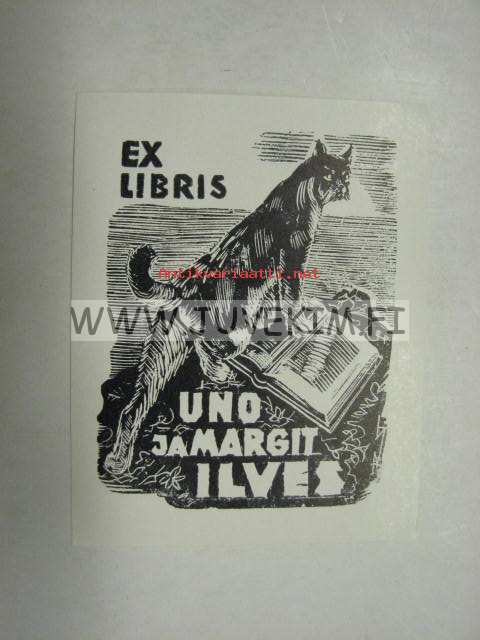 EX
LIBRIS
Antikvariaatti.net
WWW.JUVEKIM.FI
UNO
JA MARGIT
ILVES